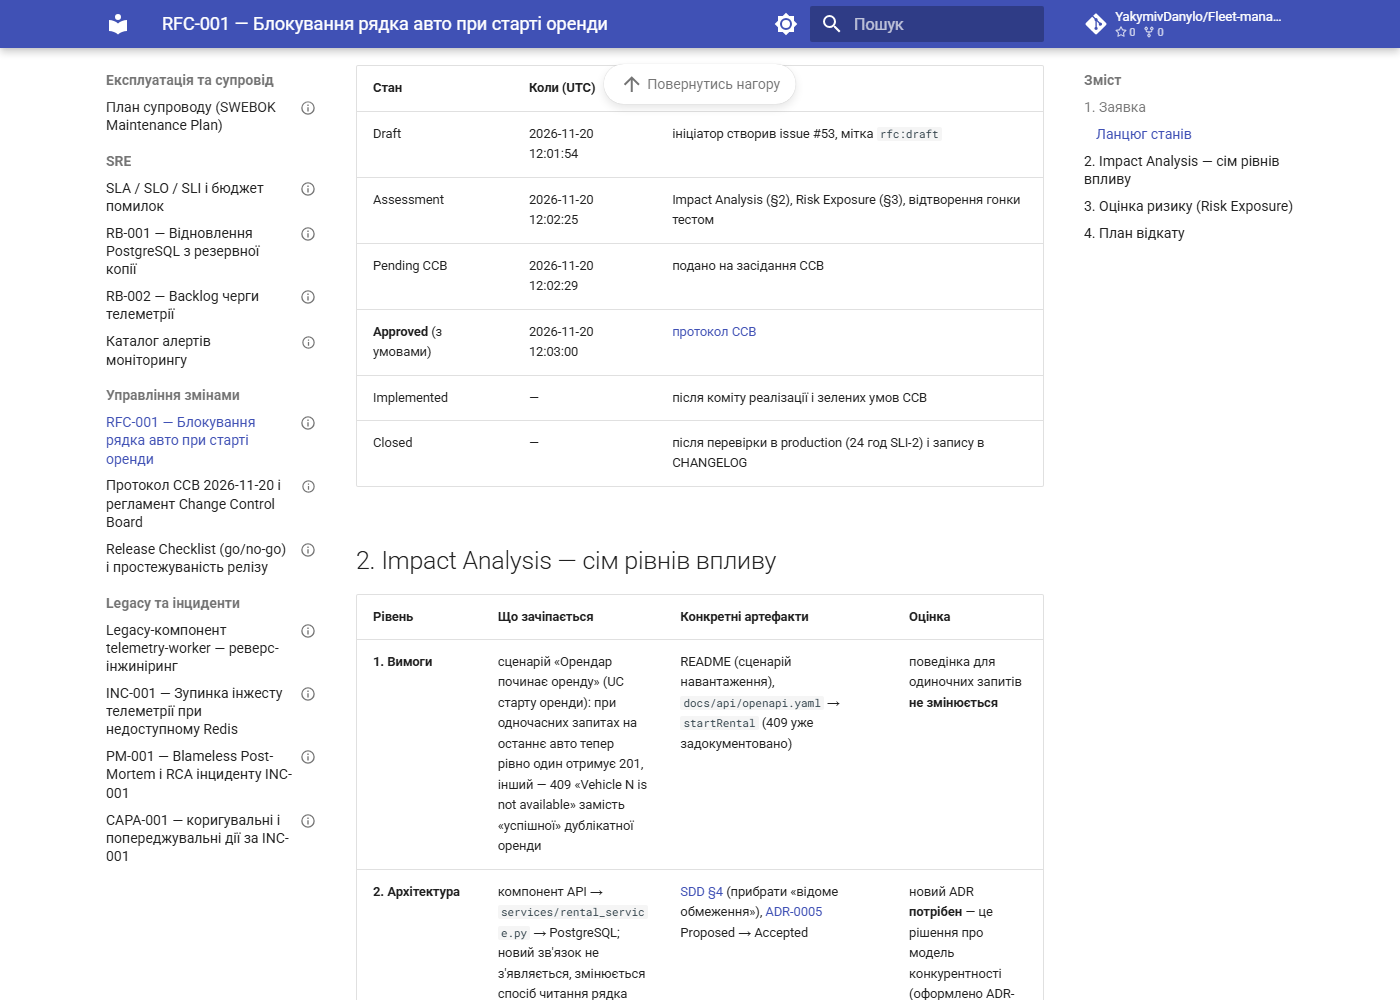 RFC-001 — Блокування рядка авто при старті оренди
Пошук
YakymivDanylo/Fleet-mana...
0 0
Експлуатація та супровід
План супроводу (SWEBOK
Maintenance Plan)
SRE
SLA / SLO / SLI і бюджет
помилок
RB-001 — Відновлення
PostgreSQL з резервної
копії
RB-002 — Backlog черги
телеметрії
Каталог алертів
моніторингу
Управління змінами
RFC-001 — Блокування
рядка авто при старті
оренди
Протокол CCB 2026-11-20 і
регламент Change Control
Board
Release Checklist (go/no-go)
і простежуваність релізу
Legacy та інциденти
Legacy-компонент
telemetry-worker — реверс-
інжиніринг
INC-001 — Зупинка інжесту
телеметрії при
недоступному Redis
PM-001 — Blameless Post-
Mortem і RCA інциденту INC-
001
CAPA-001 — коригувальні і
попереджувальні дії за INC-
001
Повернутись нагору
Стан
Коли (UTC)
Draft
2026-11-20
12:01:54
ініціатор створив issue #53, мітка rfc:draft
Assessment
2026-11-20
12:02:25
Impact Analysis (§2), Risk Exposure (§3), відтворення гонки
тестом
Pending CCB
2026-11-20
12:02:29
подано на засідання CCB
Approved (з
умовами)
2026-11-20
12:03:00
протокол CCB
Implemented
—
після коміту реалізації і зелених умов CCB
Closed
—
після перевірки в production (24 год SLI-2) і запису в
CHANGELOG
2. Impact Analysis — сім рівнів впливу
Рівень
Що зачіпається
Конкретні артефакти
Оцінка
1. Вимоги
сценарій «Орендар
починає оренду» (UC
старту оренди): при
одночасних запитах на
останнє авто тепер
рівно один отримує 201,
інший — 409 «Vehicle N is
not available» замість
«успішної» дублікатної
оренди
README (сценарій
навантаження),
docs/api/openapi.yaml →
startRental (409 уже
задокументовано)
поведінка для
одиночних запитів
не змінюється
2. Архітектура
компонент API →
services/rental_servic
e.py → PostgreSQL;
новий зв'язок не
з'являється, змінюється
спосіб читання рядка
SDD §4 (прибрати «відоме
обмеження»), ADR-0005
Proposed → Accepted
новий ADR
потрібен — це
рішення про
модель
конкурентності
(оформлено ADR-
Зміст
1. Заявка
Ланцюг станів
2. Impact Analysis — сім рівнів
впливу
3. Оцінка ризику (Risk Exposure)
4. План відкату